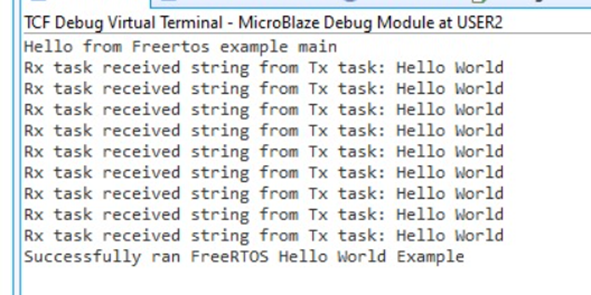 TCF Debug Virtual Terminal - MicroBlaze Debug Module at USER2
Hello from Freertos example main
Rx task received string from Tx task: Hello World
Rx task received string from Tx task: Hello World
Rx task received string from Tx task: Hello World
Rx task received string from Tx task: Hello World
Rx task received string from Tx task: Hello World
Rx task received string from Tx task: Hello World
Rx task received string from Tx task: Hello World
Rx task received string from Tx task: Hello World
Rx task received string from Tx task: Hello World
Successfully ran FreeRTOS Hello World Example